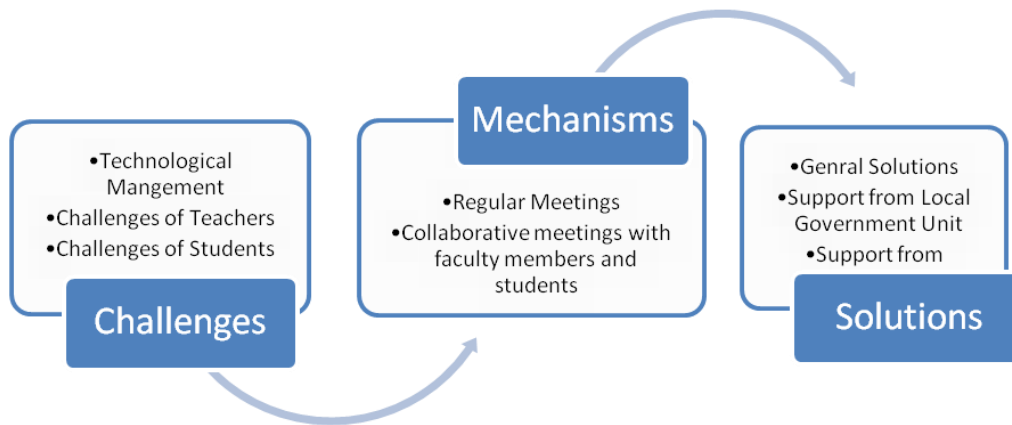 •Technological
Mangement
•Challenges of Teachers
•Challenges of Students
Challenges
Mechanisms
•Regular Meetings
•Collaborative meetings with
faculty members and
students
•Genral Solutions
•Support from Local
Government Unit
•Support from
Solutions